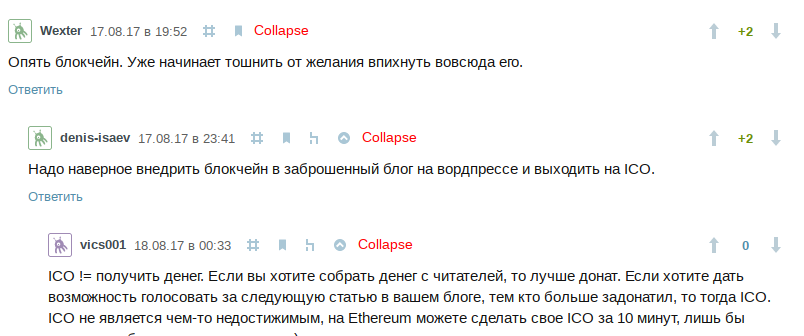 Wexter 17.08.17 в 19:52 Collapse +2
Опять блокчейн. Уже начинает тошнить от желания впихнуть вовсюда его.
Ответить
denis-isaev 17.08.17 в 23:41 Collapse +2
Надо наверное внедрить блокчейн в заброшенный блог на вордпрессе и выходить на ICO.
Ответить
vics001 18.08.17 в 00:33 Collapse 0
ICO != получить денег. Если вы хотите собрать денег с читателей, то лучше донат. Если хотите дать
возможность голосовать за следующую статью в вашем блоге, тем кто больше задонатил, то тогда ICO.
ICO не является чем-то недостижимым, на Ethereum можете сделать свое ICO за 10 минут, лишь бы